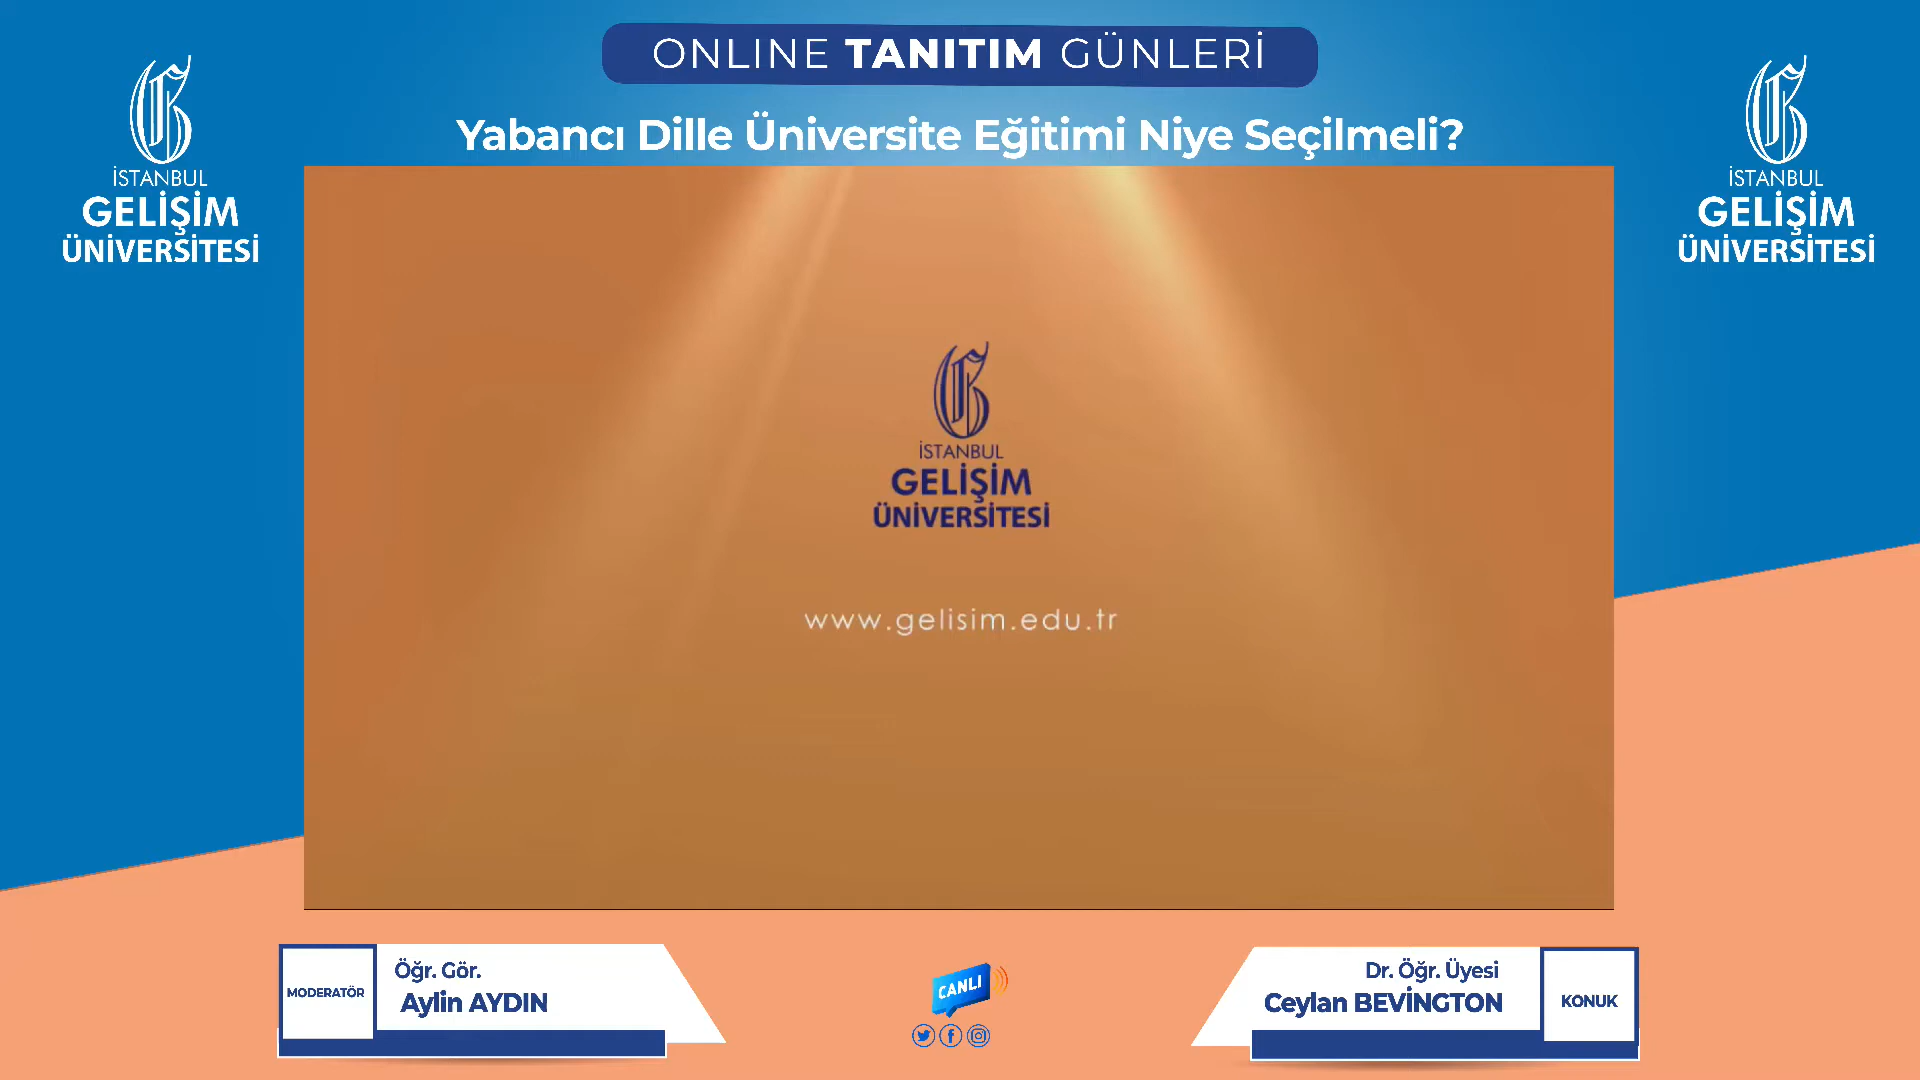 ONLINE TANITIM GÜNLERİ
Yabancı Dille Üniversite Eğitimi Niye Seçilmeli?
İSTANBUL
GELİŞİM
ÜNİVERSİTESİ
İSTANBUL
GELİŞİM
ÜNİVERSİTESİ
İSTANBUL
GELİŞİM
ÜNİVERSİTESİ
www.gelisim.edu.tr
MODERATÖR
Öğr. Gör.
Aylin AYDIN
CANLI
Dr. Öğr. Üyesi
Ceylan BEVİNGTON
KONUK